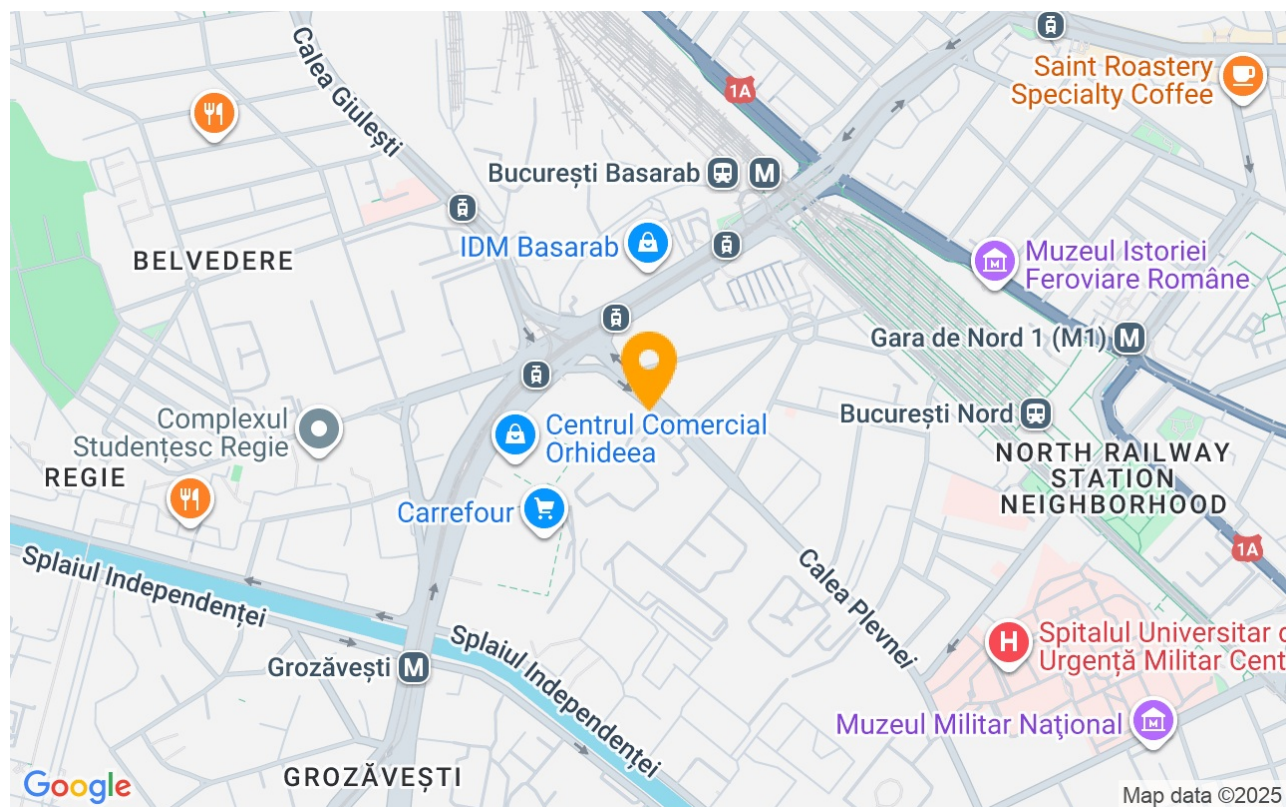 Calea Giulești
1A
Saint Roastery
Specialty Coffee
București Basarab
M
IDM Basarab
BELVEDERE
M
Muzeul Istoriei
Feroviare Române
Gara de Nord 1 (M1)
M
Complexul
Studențesc Regie
Centrul Comercial
Orhideea
București Nord
REGIE
NORTH RAILWAY
STATION
NEIGHBORHOOD
Carrefour
1A
Splaiul Independenței
Calea Plevnei
Splaiul Independenței
H
Spitalul Universitar d
Urgență Militar Cent
Grozăvești
M
Muzeul Militar Naţional
M
GROZĂVEȘTI
Google
Map data ©2025